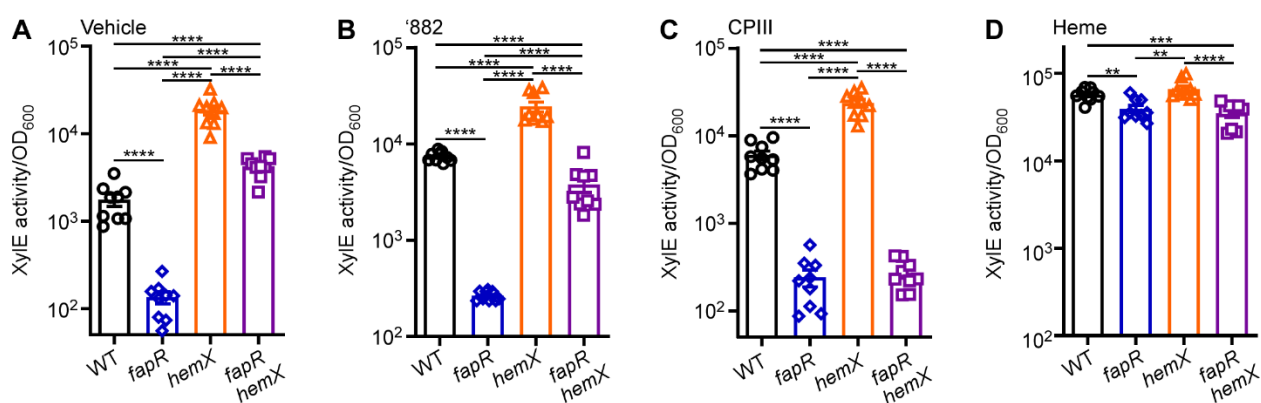 A Vehicle
XylE activity/OD600
10^5
10^4
10^3
10^2
****
****
****
****
****
****
WT
fapR
hemX
fapR
hemX
B '882
XylE activity/OD600
10^5
10^4
10^3
10^2
****
****
****
****
****
****
WT
fapR
hemX
fapR
hemX
C CPIII
XylE activity/OD600
10^5
10^4
10^3
10^2
****
****
****
****
****
WT
fapR
hemX
fapR
hemX
D Heme
XylE activity/OD600
10^5
10^4
10^3
10^2
***
**
**
****
WT
fapR
hemX
fapR
hemX